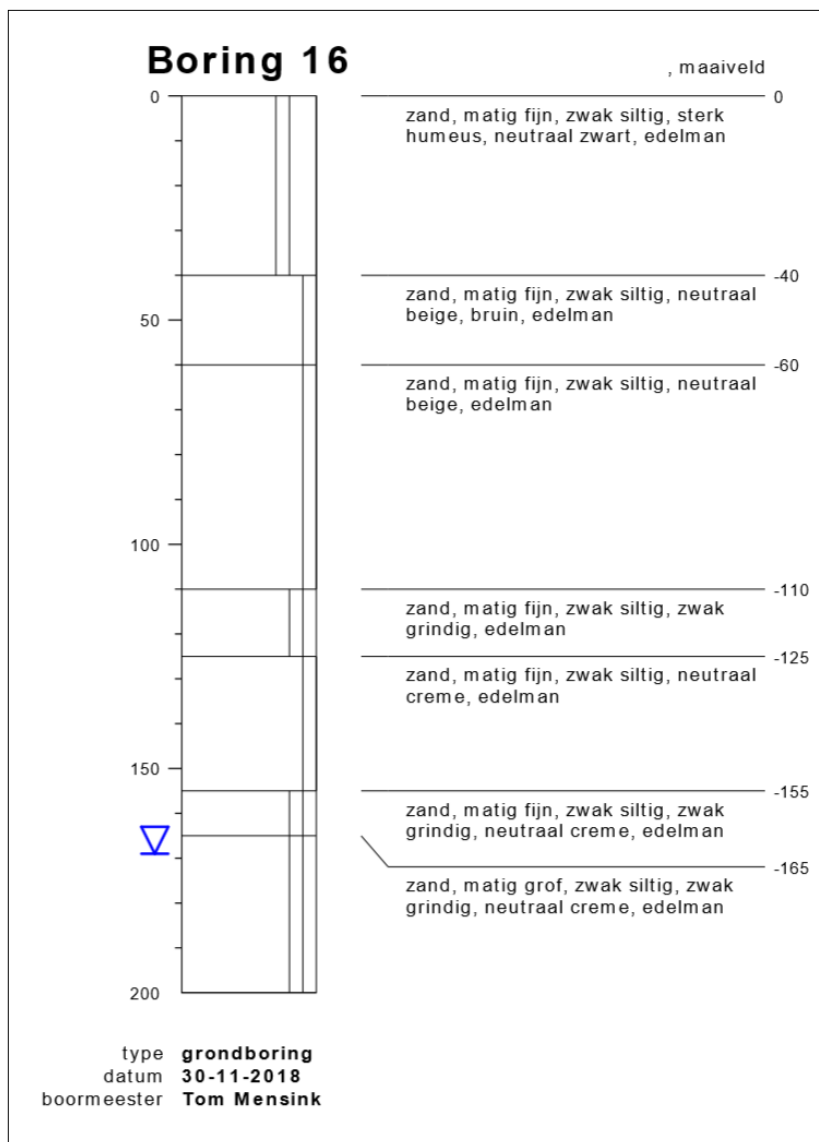 Boring 16
, maaiveld
0
0
zand, matig fijn, zwak siltig, sterk
humeus, neutraal zwart, edelman
-40
zand, matig fijn, zwak siltig, neutraal
beige, bruin, edelman
50
-60
zand, matig fijn, zwak siltig, neutraal
beige, edelman
100
-110
zand, matig fijn, zwak siltig, zwak
grindig, edelman
-125
zand, matig fijn, zwak siltig, neutraal
creme, edelman
150
-155
zand, matig fijn, zwak siltig, zwak
grindig, neutraal creme, edelman
-165
zand, matig grof, zwak siltig, zwak
grindig, neutraal creme, edelman
200
type grondboring
datum 30-11-2018
boormeester Tom Mensink